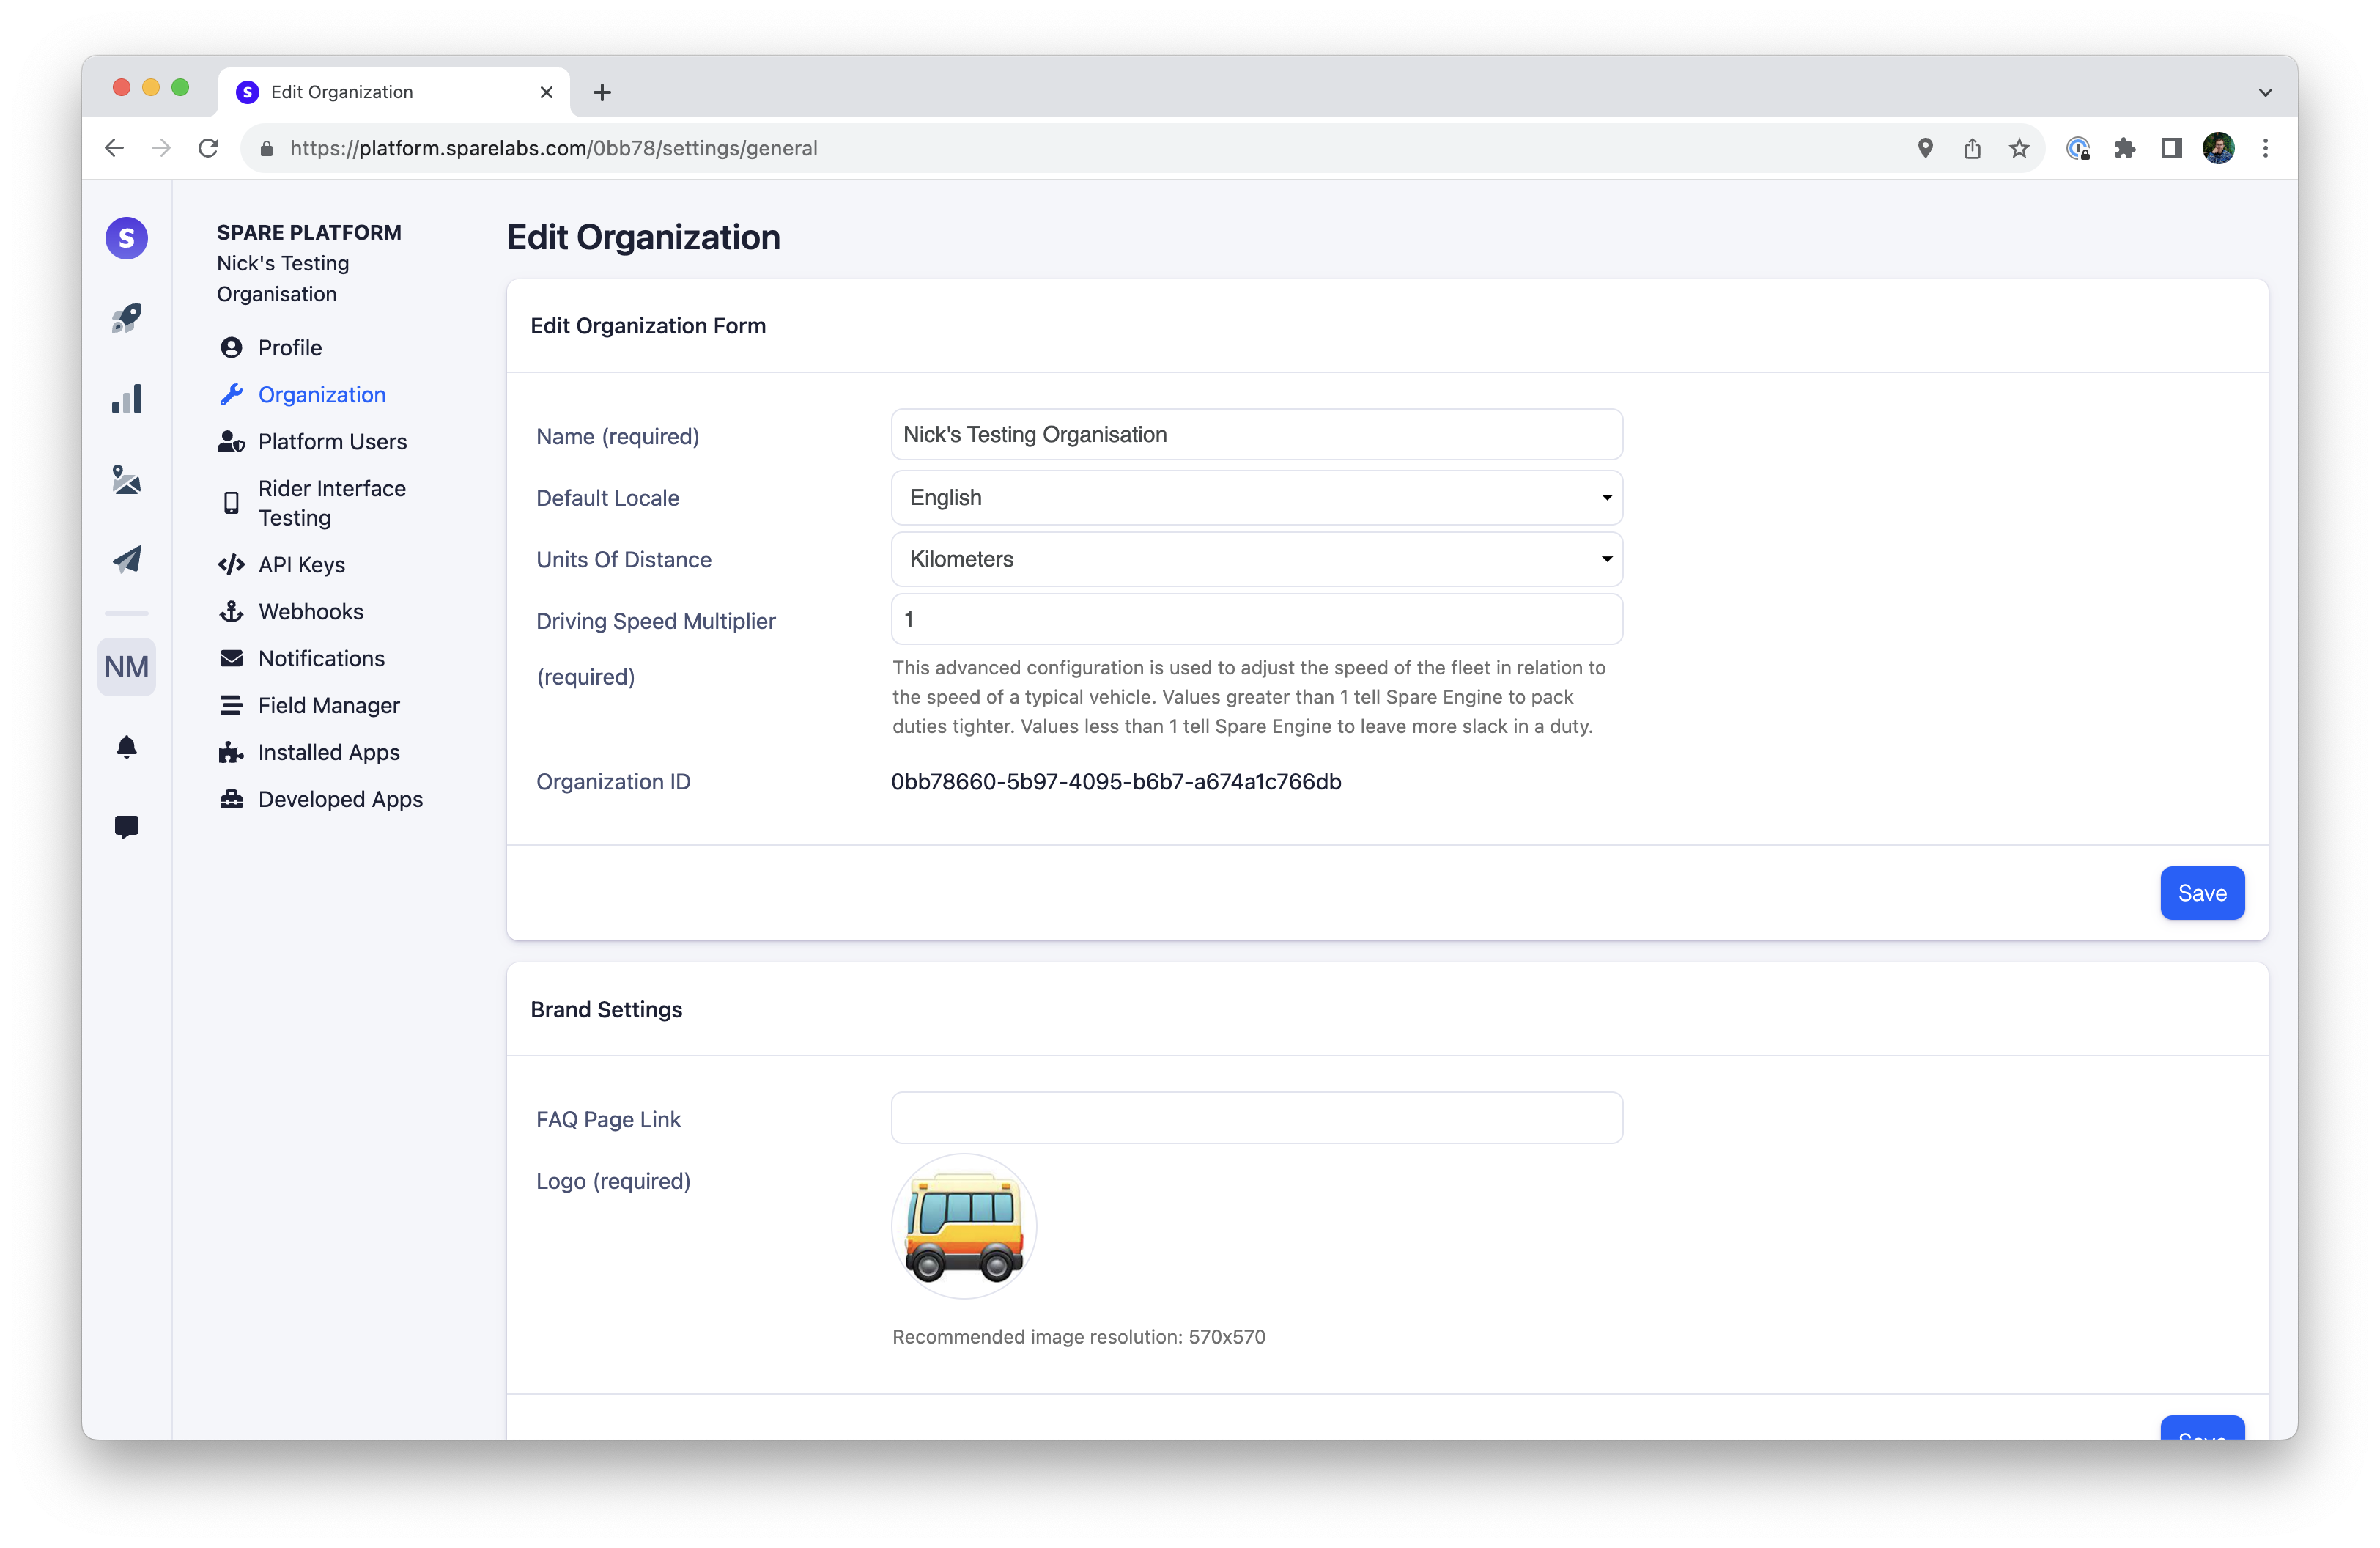 S Edit Organization
https://platform.sparelabs.com/0bb78/settings/general
S
NM
SPARE PLATFORM
Nick's Testing
Organisation
Profile
Organization
Platform Users
Rider Interface
Testing
API Keys
Webhooks
Notifications
Field Manager
Installed Apps
Developed Apps
Edit Organization
Edit Organization Form
Name (required) Nick's Testing Organisation
Default Locale English
Units Of Distance Kilometers
Driving Speed Multiplier 1
(required)
This advanced configuration is used to adjust the speed of the fleet in relation to
the speed of a typical vehicle. Values greater than 1 tell Spare Engine to pack
duties tighter. Values less than 1 tell Spare Engine to leave more slack in a duty.
Organization ID 0bb78660-5b97-4095-b6b7-a674a1c766db
Save
Brand Settings
FAQ Page Link
Logo (required)
Recommended image resolution: 570x570
Save